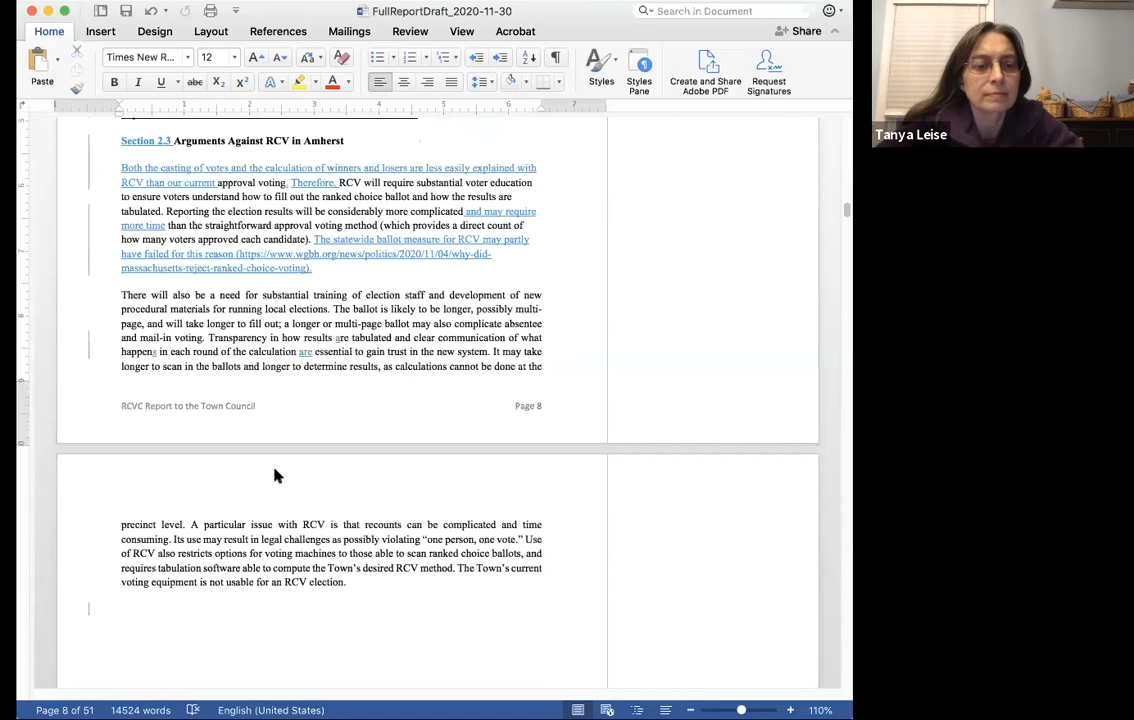 FullReportDraft_2020-11-30
Search in Document
Home Insert Design Layout References Mailings Review View Acrobat
Share
Times New R... 12
Paste
Styles Styles Pane Create and Share Adobe PDF Request Signatures
B I U abc X₂ X² A A
1 1 2 3 4 5 6 7
Tanya Leise
Section 2.3 Arguments Against RCV in Amherst
Both the casting of votes and the calculation of winners and losers are less easily explained with
RCV than our current approval voting. Therefore, RCV will require substantial voter education
to ensure voters understand how to fill out the ranked choice ballot and how the results are
tabulated. Reporting the election results will be considerably more complicated and may require
more time than the straightforward approval voting method (which provides a direct count of
how many voters approved each candidate). The statewide ballot measure for RCV may partly
have failed for this reason (https://www.wgbh.org/news/politics/2020/11/04/why-did-
massachusetts-reject-ranked-choice-voting).
There will also be a need for substantial training of election staff and development of new
procedural materials for running local elections. The ballot is likely to be longer, possibly multi-
page, and will take longer to fill out; a longer or multi-page ballot may also complicate absentee
and mail-in voting. Transparency in how results are tabulated and clear communication of what
happens in each round of the calculation are essential to gain trust in the new system. It may take
longer to scan in the ballots and longer to determine results, as calculations cannot be done at the
RCVC Report to the Town Council Page 8
precinct level. A particular issue with RCV is that recounts can be complicated and time
consuming. Its use may result in legal challenges as possibly violating “one person, one vote.” Use
of RCV also restricts options for voting machines to those able to scan ranked choice ballots, and
requires tabulation software able to compute the Town’s desired RCV method. The Town’s current
voting equipment is not usable for an RCV election.
Page 8 of 51 14524 words English (United States) 110%